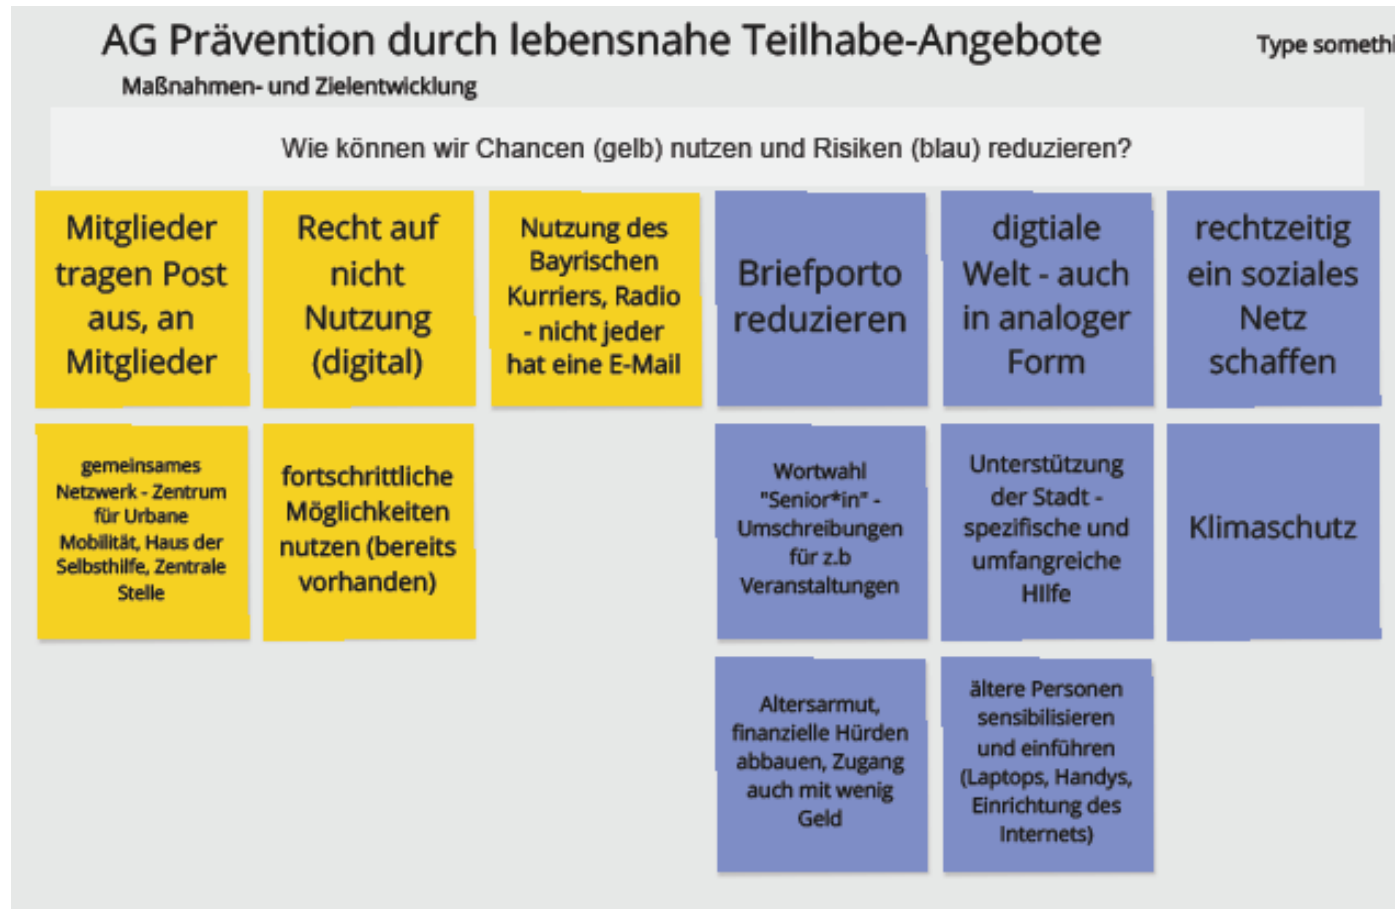 AG Prävention durch lebensnahe Teilhabe-Angebote
Type somethi
Maßnahmen- und Zielentwicklung
Wie können wir Chancen (gelb) nutzen und Risiken (blau) reduzieren?
Mitglieder
tragen Post
aus, an
Mitglieder
Recht auf
nicht
Nutzung
(digital)
Nutzung des
Bayrischen
Kurriers, Radio
- nicht jeder
hat eine E-Mail
Briefporto
reduzieren
digtiale
Welt - auch
in analoger
Form
rechtzeitig
ein soziales
Netz
schaffen
gemeinsames
Netzwerk - Zentrum
für Urbane
Mobilität, Haus der
Selbsthilfe, Zentrale
Stelle
fortschrittliche
Möglichkeiten
nutzen (bereits
vorhanden)
Wortwahl
"Senior*in" -
Umschreibungen
für z.b
Veranstaltungen
Unterstützung
der Stadt -
spezifische und
umfangreiche
HIlfe
Klimaschutz
Altersarmut,
finanzielle Hürden
abbauen, Zugang
auch mit wenig
Geld
ältere Personen
sensibilisieren
und einführen
(Laptops, Handys,
Einrichtung des
Internets)